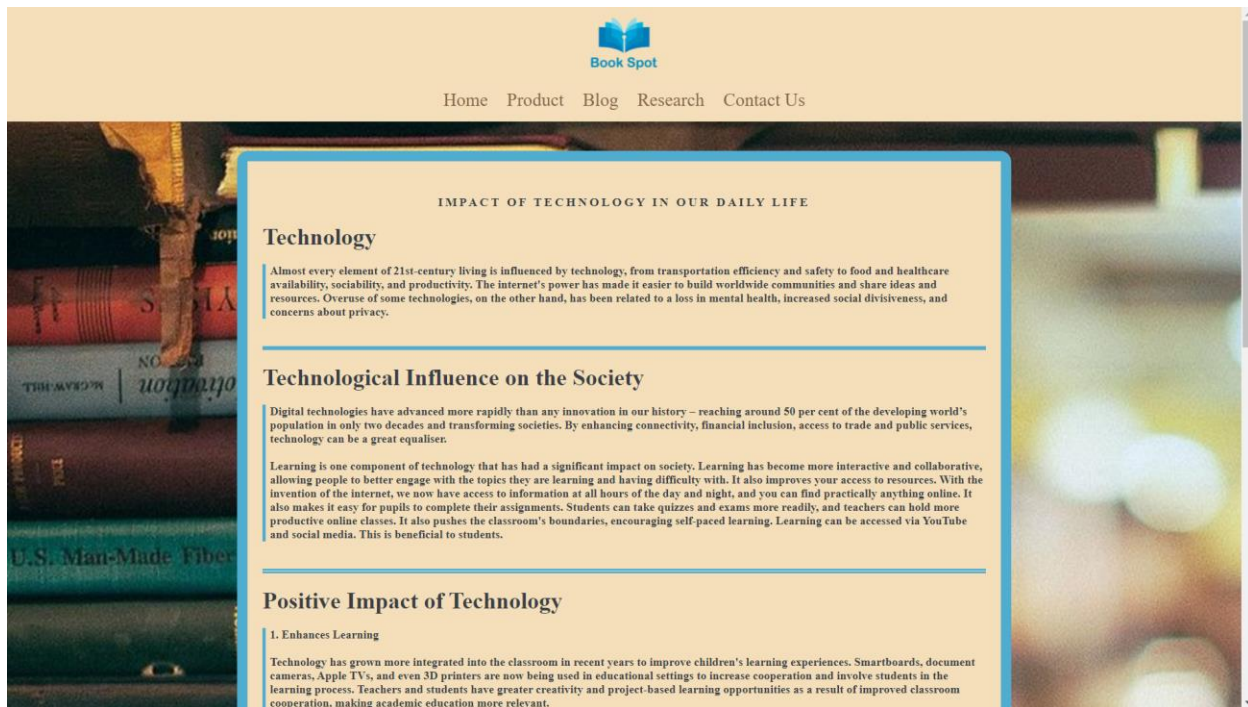 Book Spot
Home Product Blog Research Contact Us
IMPACT OF TECHNOLOGY IN OUR DAILY LIFE
Technology
Almost every element of 21st-century living is influenced by technology, from transportation efficiency and safety to food and healthcare
availability, sociability, and productivity. The internet's power has made it easier to build worldwide communities and share ideas and
resources. Overuse of some technologies, on the other hand, has been related to a loss in mental health, increased social divisiveness, and
concerns about privacy.
Technological Influence on the Society
Digital technologies have advanced more rapidly than any innovation in our history – reaching around 50 per cent of the developing world's
population in only two decades and transforming societies. By enhancing connectivity, financial inclusion, access to trade and public services,
technology can be a great equaliser.
Learning is one component of technology that has had a significant impact on society. Learning has become more interactive and collaborative,
allowing people to better engage with the topics they are learning and having difficulty with. It also improves your access to resources. With the
invention of the internet, we now have access to information at all hours of the day and night, and you can find practically anything online. It
also makes it easy for pupils to complete their assignments. Students can take quizzes and exams more readily, and teachers can hold more
productive online classes. It also pushes the classroom's boundaries, encouraging self-paced learning. Learning can be accessed via YouTube
and social media. This is beneficial to students.
Positive Impact of Technology
1. Enhances Learning
Technology has grown more integrated into the classroom in recent years to improve children's learning experiences. Smartboards, document
cameras, Apple TVs, and even 3D printers are now being used in educational settings to increase cooperation and involve students in the
learning process. Teachers and students have greater creativity and project-based learning opportunities as a result of improved classroom
cooperation, making academic education more relevant.
McGRAW-HILL
U.S. Man-Made Fiber